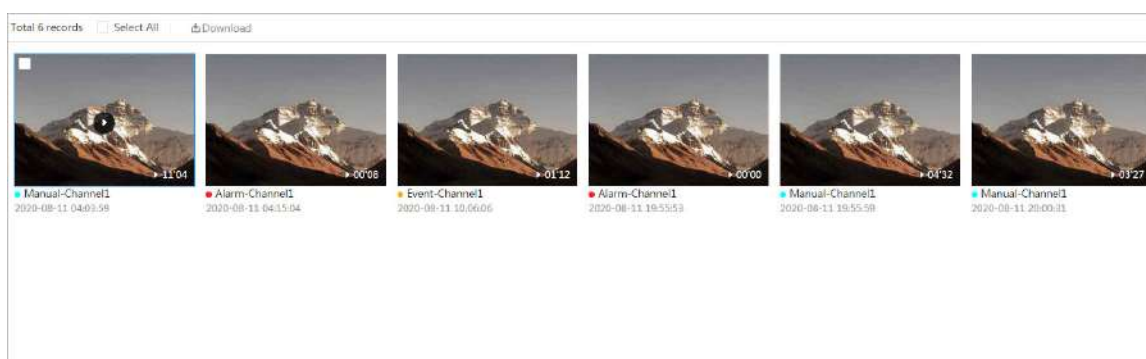 Total 6 records Select All Download
11'04 00'08 01'12 00'00 04'32 03'27
Manual-Channel1 Alarm-Channel1 Event-Channel1 Alarm-Channel1 Manual-Channel1 Manual-Channel1
2020-08-11 04:03:59 2020-08-11 04:15:04 2020-08-11 10:06:06 2020-08-11 19:55:53 2020-08-11 19:55:59 2020-08-11 20:00:31